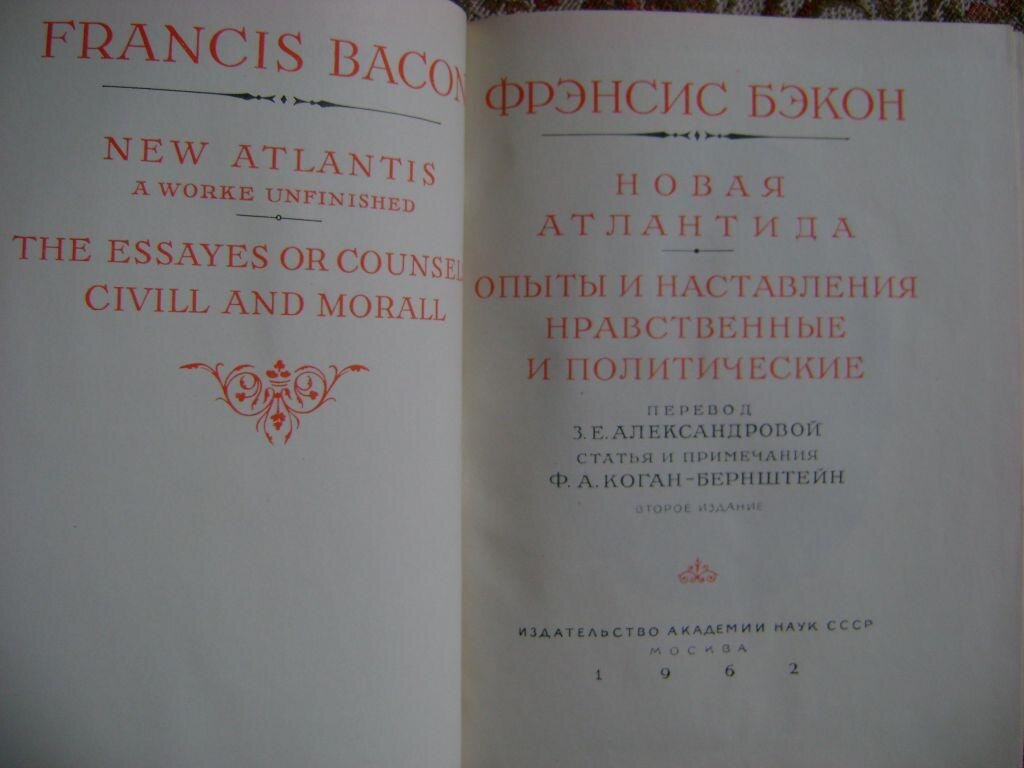 FRANCIS BACON
NEW ATLANTIS
A WORKE UNFINISHED
THE ESSAYES OR COUNSEL
CIVILL AND MORALL
ФРЭНСИС БЭКОН
НОВАЯ
АТЛАНТИДА
ОПЫТЫ И НАСТАВЛЕНИЯ
НРАВСТВЕННЫЕ
И ПОЛИТИЧЕСКИЕ
ПЕРЕВОД
З. Е. АЛЕКСАНДРОВОЙ
СТАТЬЯ И ПРИМЕЧАНИЯ
Ф. А. КОГАН-БЕРНШТЕЙН
ВТОРОЕ ИЗДАНИЕ
ИЗДАТЕЛЬСТВО АКАДЕМИИ НАУК СССР
МОСКВА
1962